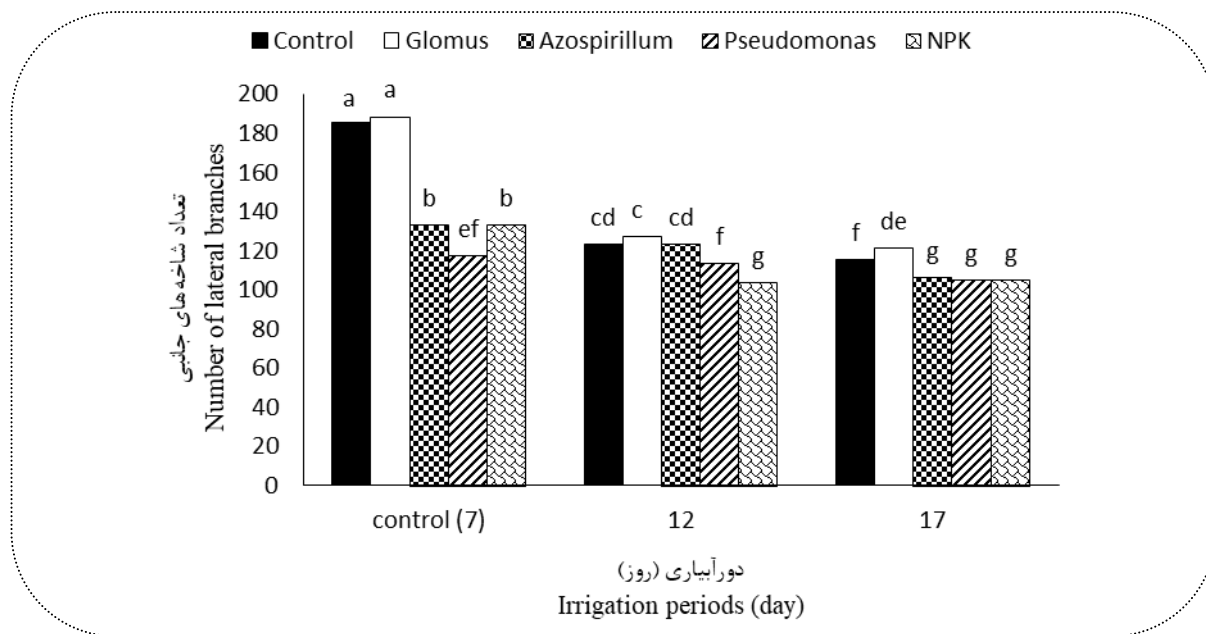 Control Glomus Azospirillum Pseudomonas NPK
تعداد شاخه‌های جانبی
Number of lateral branches
200
180
160
140
120
100
80
60
40
20
0
a a b ef b
cd c cd f g
f de g g g
control (7) 12 17
دورآبیاری (روز)
Irrigation periods (day)